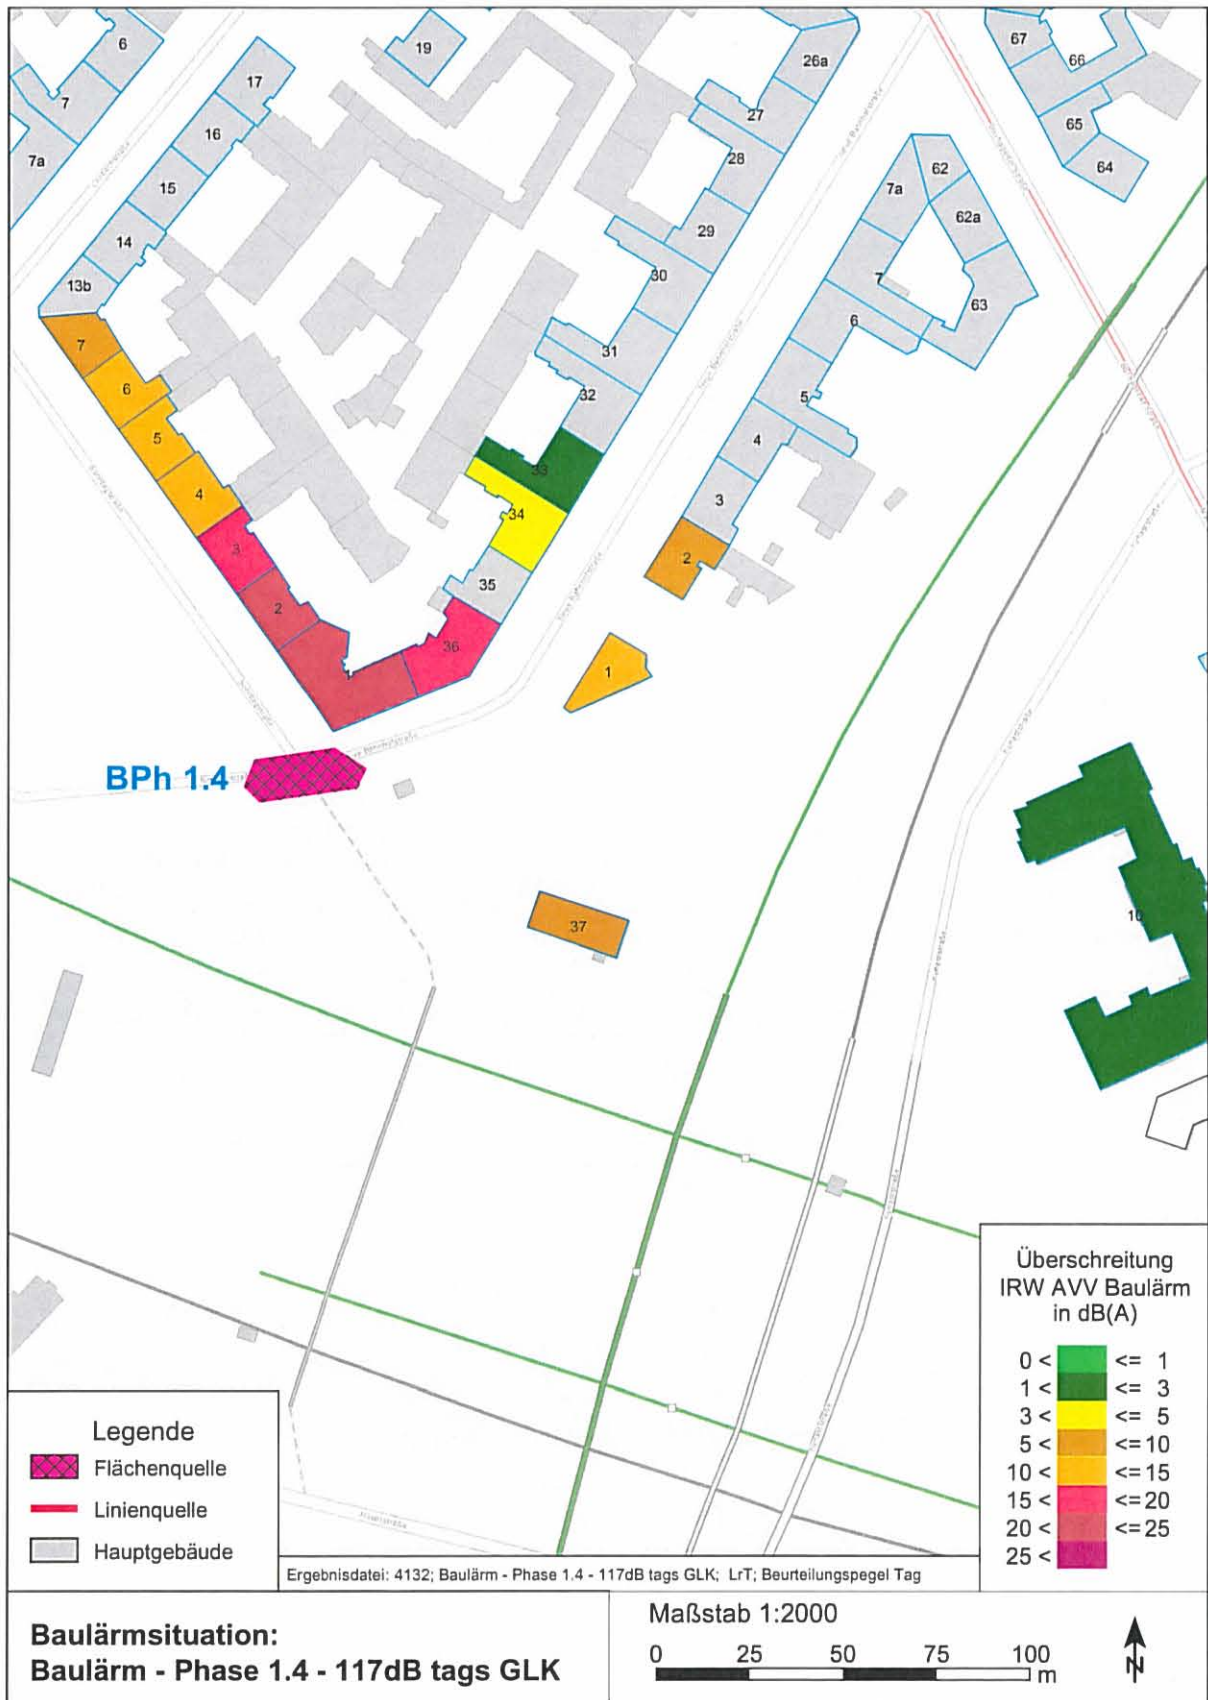 6
7
7a
17
16
15
14
13b
19
26a
27
28
29
30
31
32
33
34
35
36
7
6
5
4
3
2
67
66
65
64
62
62a
63
7a
7
6
5
4
3
2
1
37
10
BPh 1.4
Überschreitung
IRW AVV Baulärm
in dB(A)
0 < <= 1
1 < <= 3
3 < <= 5
5 < <= 10
10 < <= 15
15 < <= 20
20 < <= 25
25 <
Legende
Flächenquelle
Linienquelle
Hauptgebäude
Ergebnisdatei: 4132; Baulärm - Phase 1.4 - 117dB tags GLK; LrT; Beurteilungspegel Tag
Baulärmsituation:
Baulärm - Phase 1.4 - 117dB tags GLK
Maßstab 1:2000
0 25 50 75 100
m
N